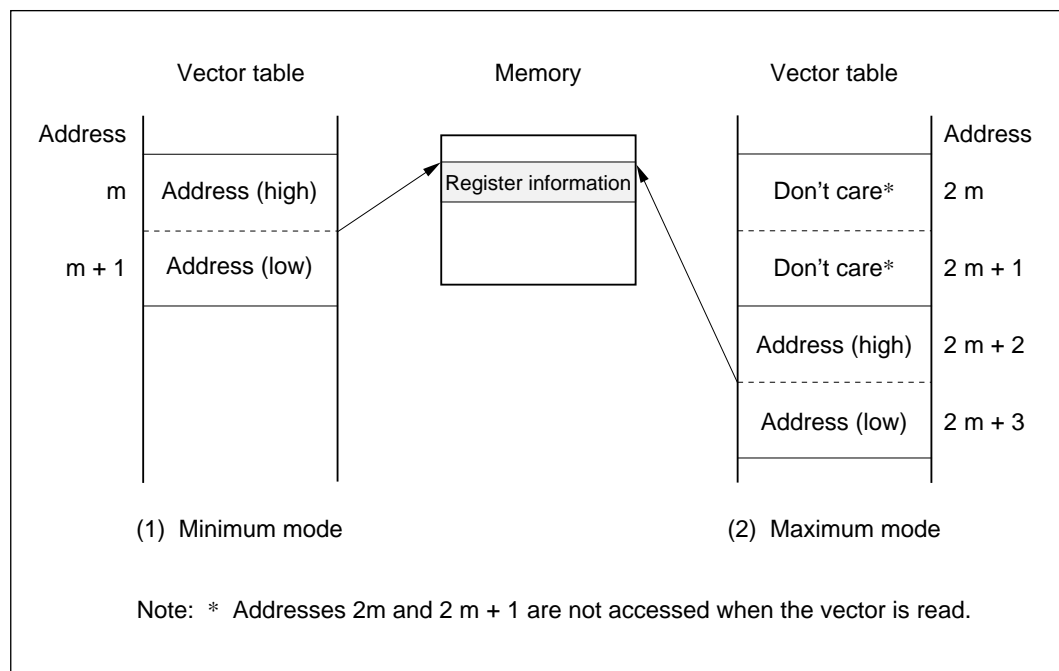 Vector table
Memory
Vector table
Address
Address
m
Address (high)
Register information
Don't care*
2 m
m + 1
Address (low)
Don't care*
2 m + 1
Address (high)
2 m + 2
Address (low)
2 m + 3
(1) Minimum mode
(2) Maximum mode
Note: * Addresses 2m and 2 m + 1 are not accessed when the vector is read.